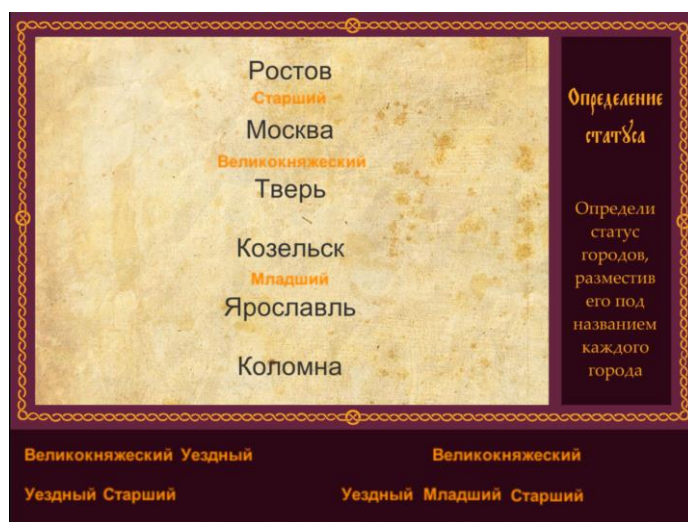 Ростов
Старший
Москва
Великокняжеский
Тверь
Козельск
Младший
Ярославль
Коломна
Определение
статуса
Определи
статус
городов,
разместив
его под
названием
каждого
города
Великокняжеский Уездный Великокняжеский
Уездный Старший Уездный Младший Старший